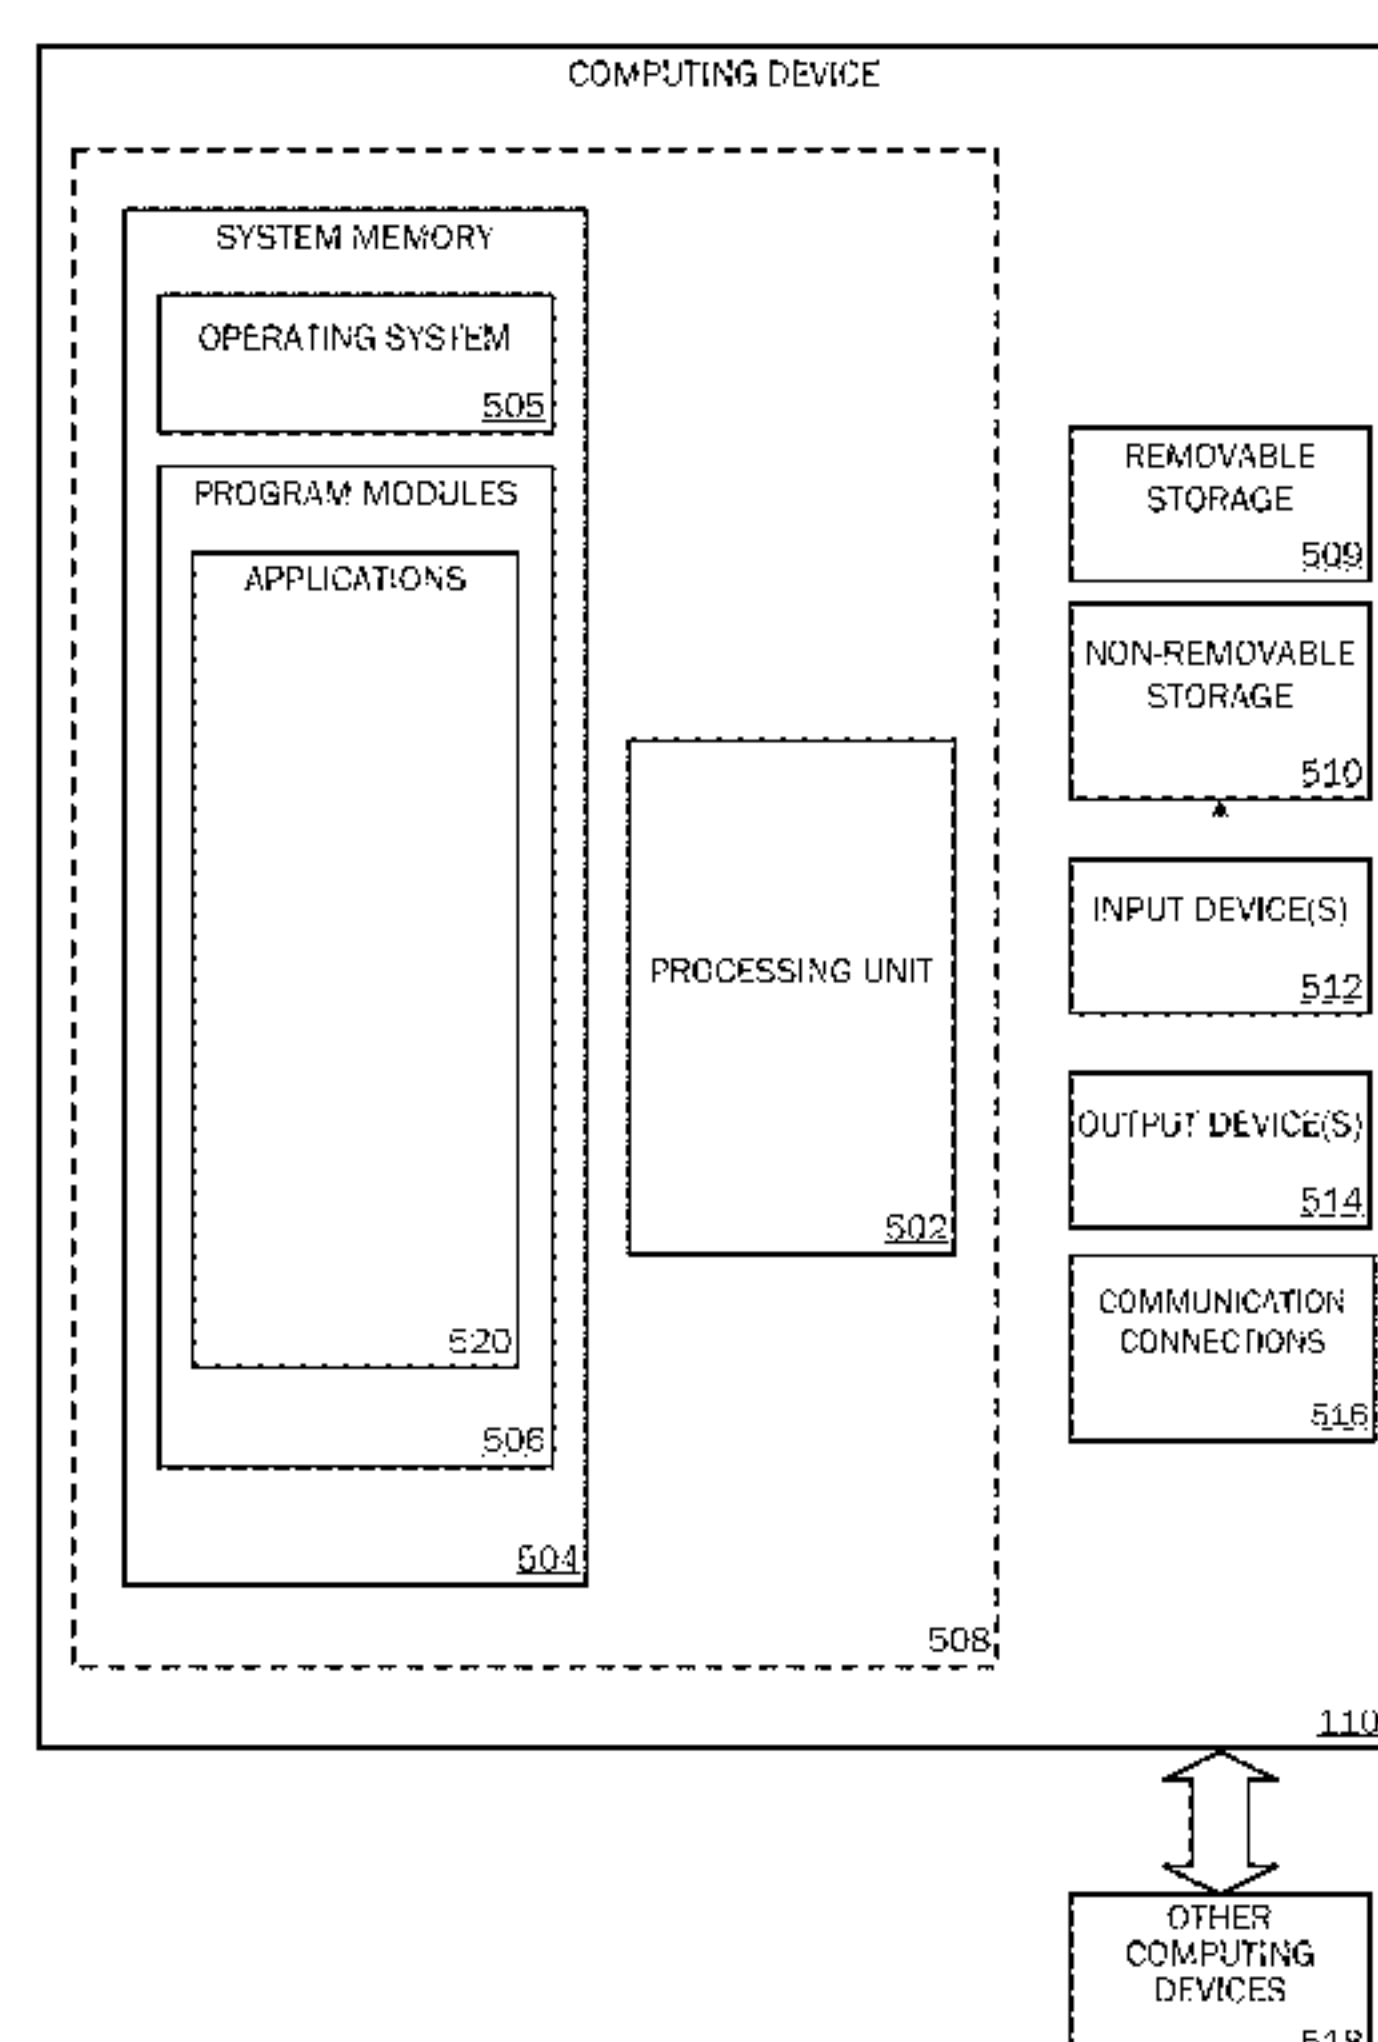 COMPUTING DEVICE
SYSTEM MEMORY
OPERATING SYSTEM
505
PROGRAM MODULES
APPLICATIONS
520
506
504
PROCESSING UNIT
502
508
REMOVABLE
STORAGE
509
NON-REMOVABLE
STORAGE
510
INPUT DEVICE(S)
512
OUTPUT DEVICE(S)
514
COMMUNICATION
CONNECTIONS
516
110
OTHER
COMPUTING
DEVICES
518